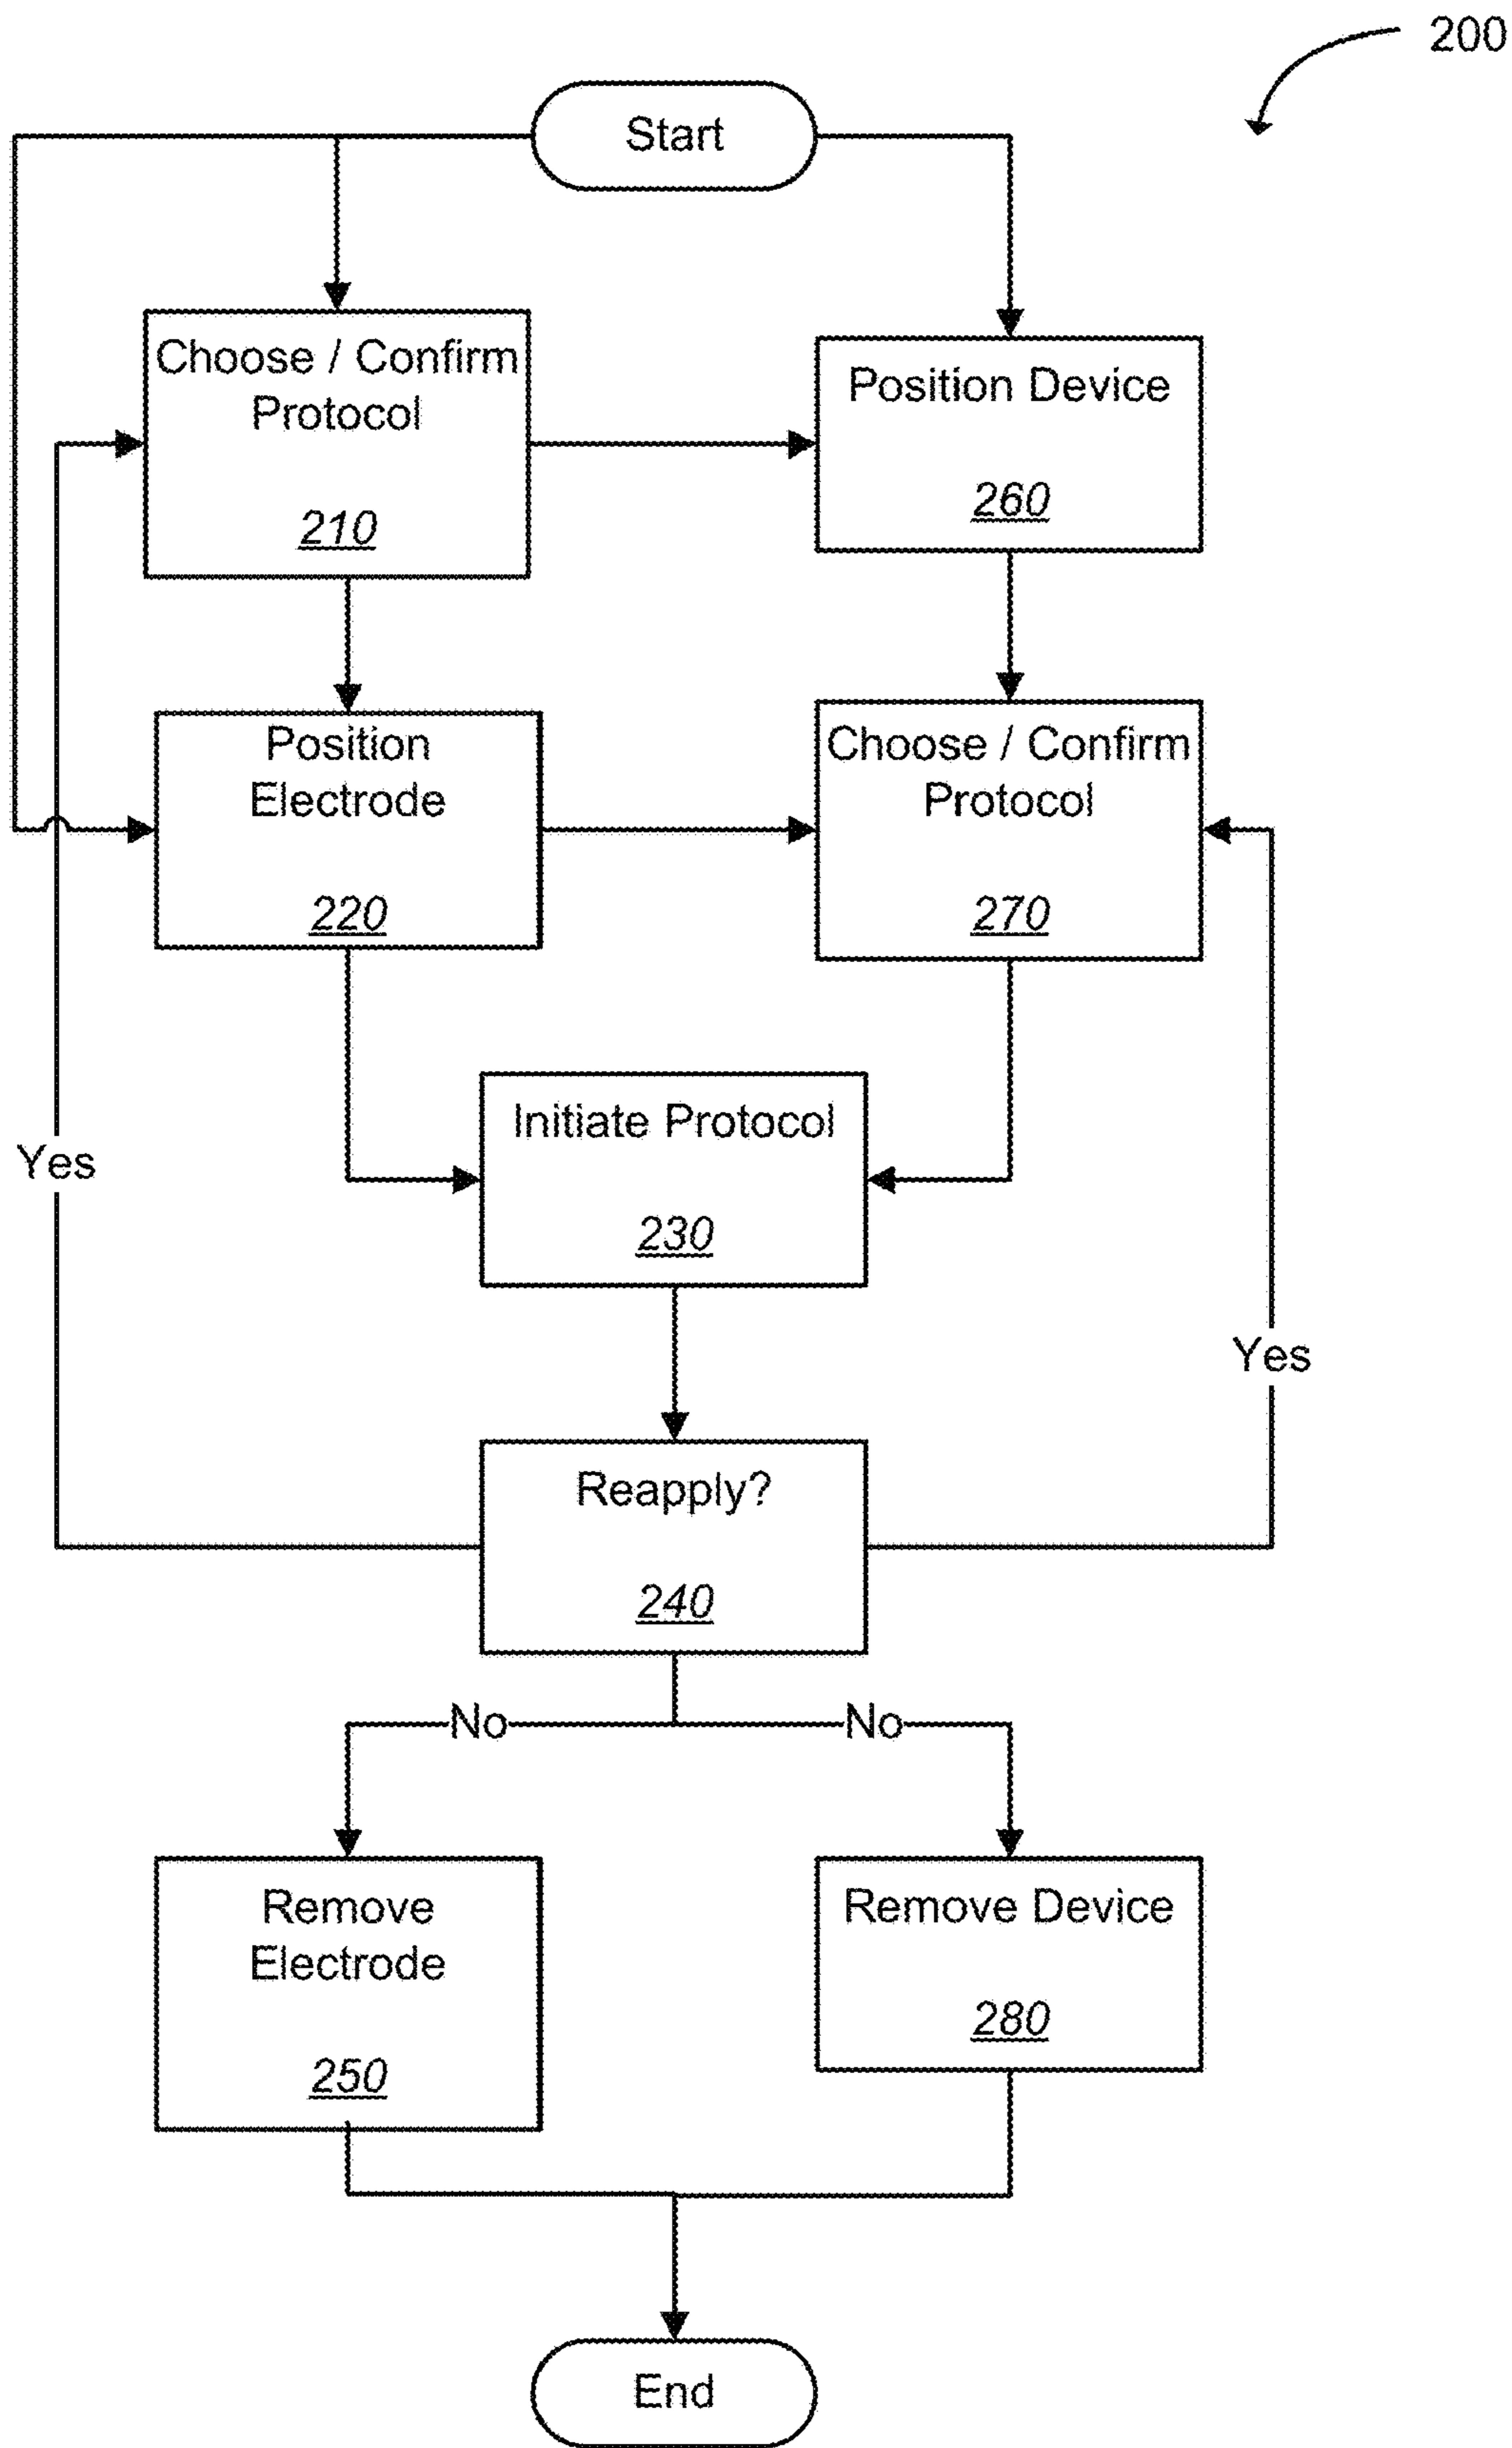 200
Start
Choose / Confirm
Protocol
210
Position Device
260
Position
Electrode
220
Choose / Confirm
Protocol
270
Initiate Protocol
230
Yes
Yes
Reapply?
240
No
No
Remove
Electrode
250
Remove Device
280
End